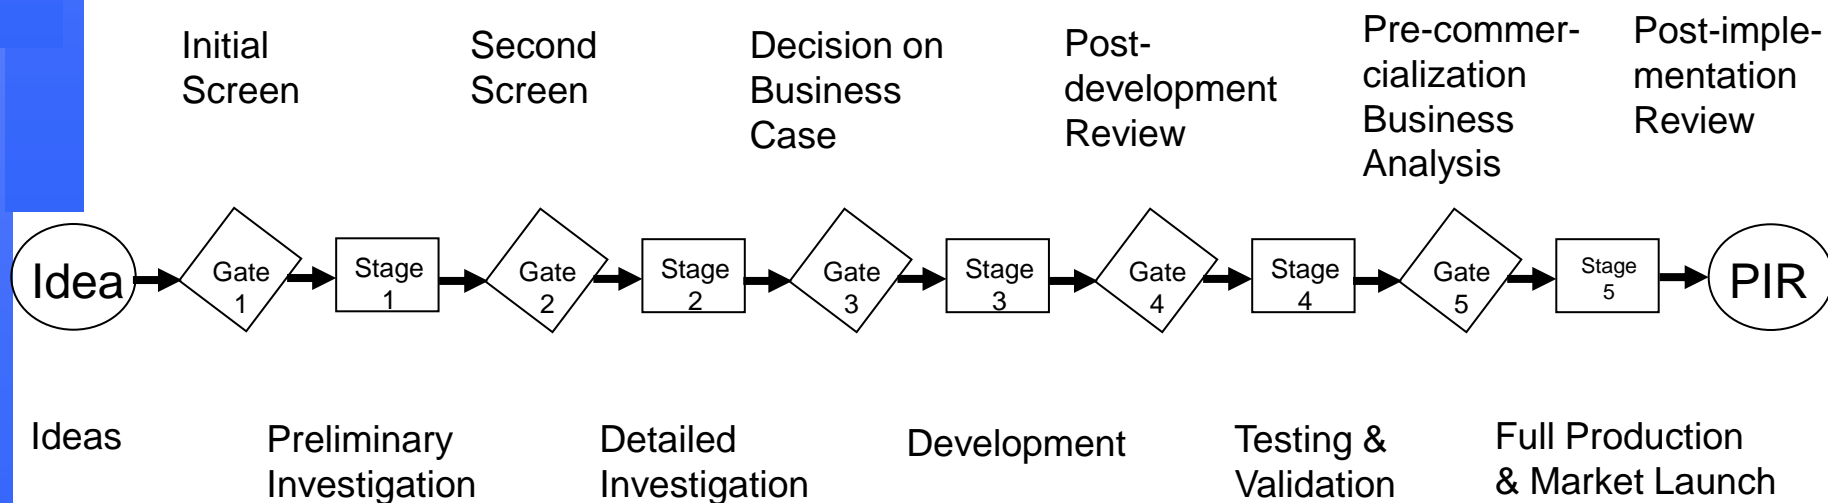 Initial
Screen
Second
Screen
Decision on
Business
Case
Post-
development
Review
Pre-commer-
cialization
Business
Analysis
Post-imple-
mentation
Review
Idea
Gate
1
Stage
1
Gate
2
Stage
2
Gate
3
Stage
3
Gate
4
Stage
4
Gate
5
Stage
5
PIR
Ideas
Preliminary
Investigation
Detailed
Investigation
Development
Testing &
Validation
Full Production
& Market Launch